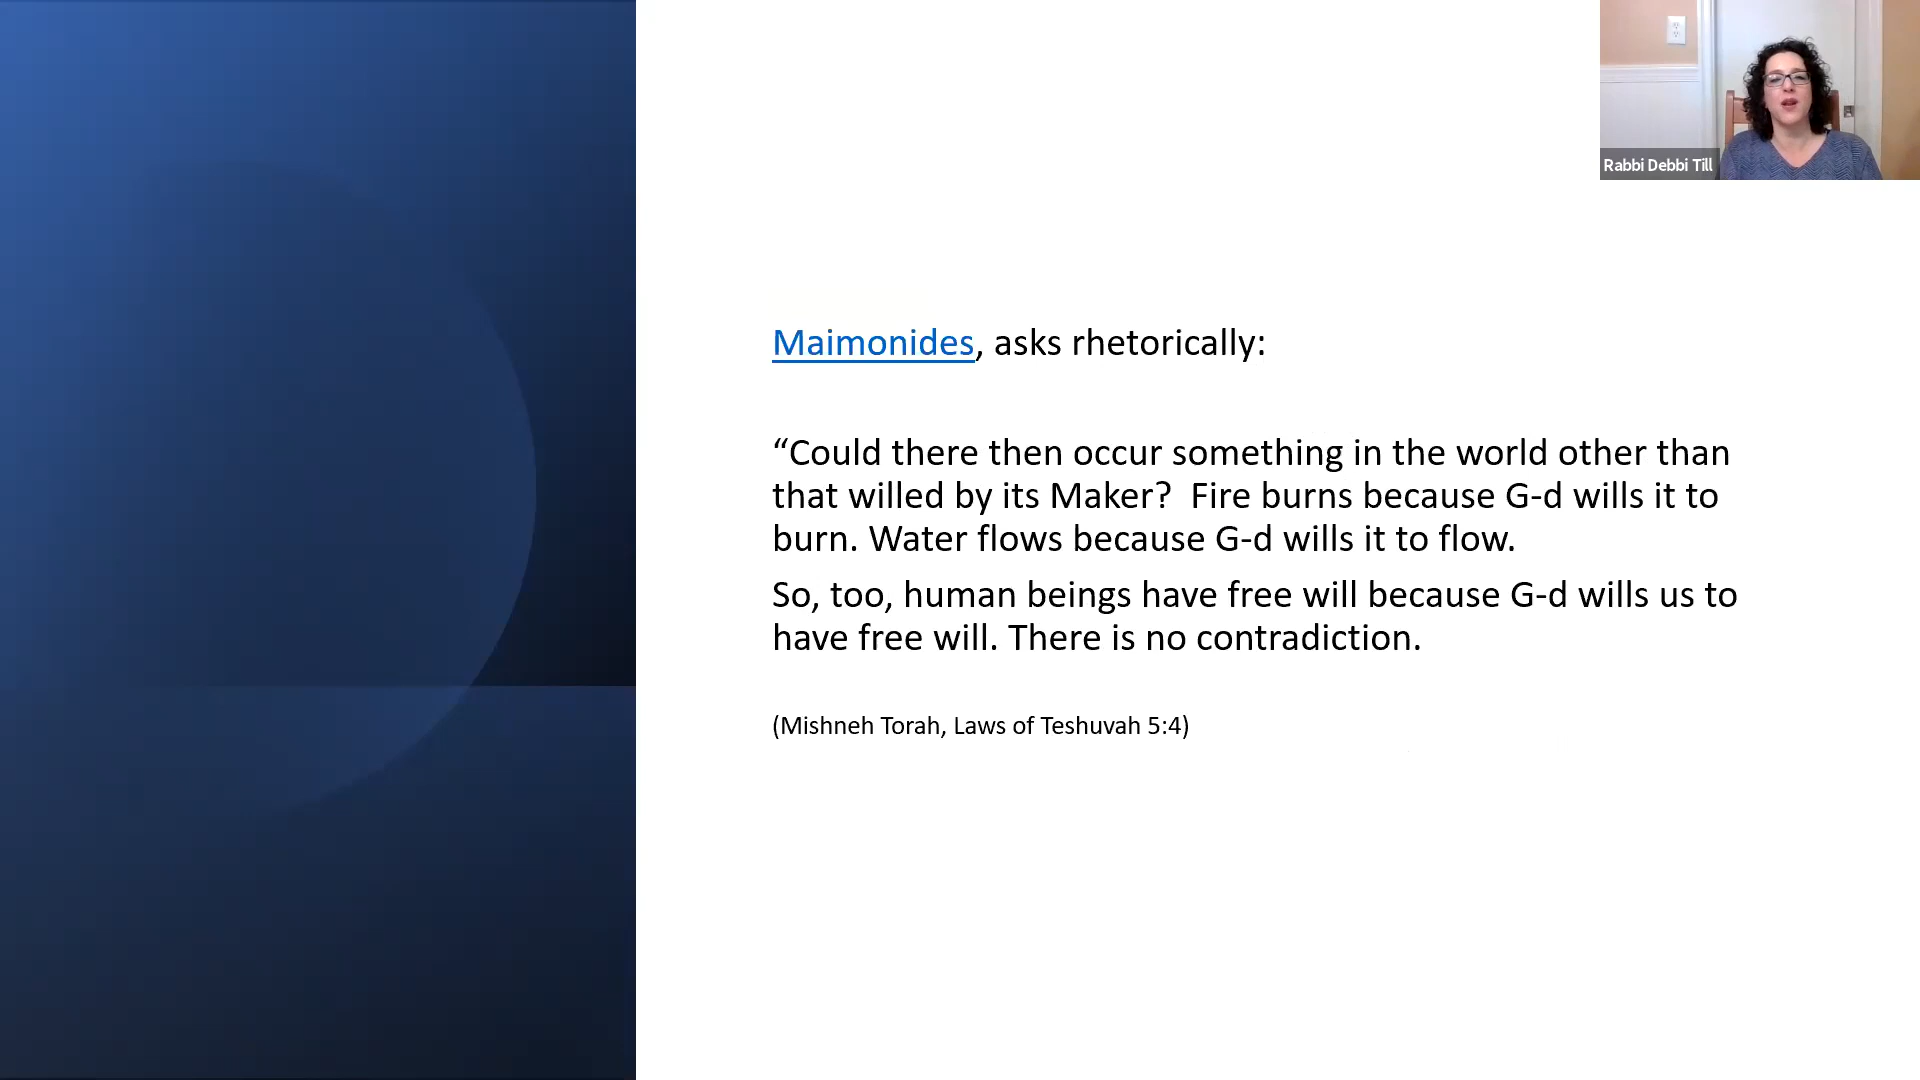 Rabbi Debbi Till
Maimonides, asks rhetorically:
“Could there then occur something in the world other than
that willed by its Maker?  Fire burns because G-d wills it to
burn. Water flows because G-d wills it to flow.
So, too, human beings have free will because G-d wills us to
have free will. There is no contradiction.
(Mishneh Torah, Laws of Teshuvah 5:4)